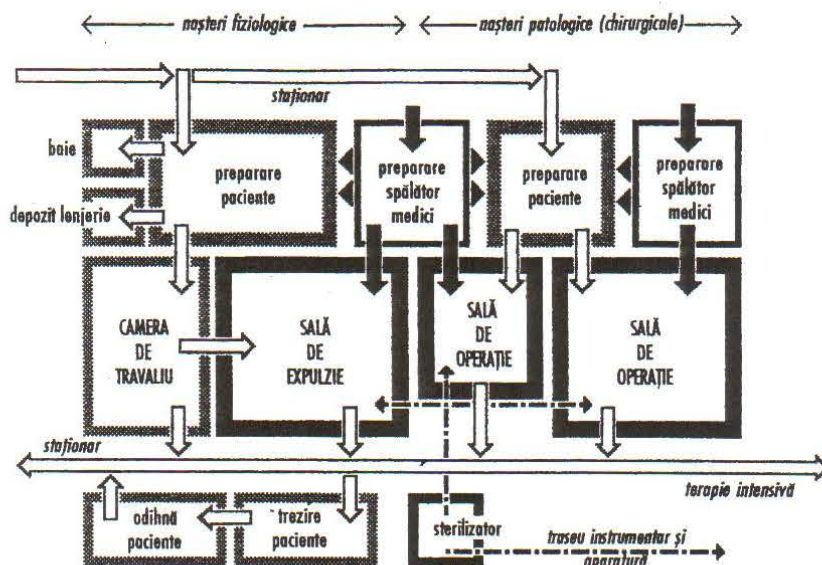 nașteri fiziologice
nașteri patologice (chirurgicale)
staționar
baie
depozit lenjerie
preparare
paciente
preparare
spălător
medici
preparare
paciente
preparare
spălător
medici
CAMERA
DE
TRAVALIU
SALĂ
DE
EXPULZIE
SALĂ
DE
OPERAȚIE
SALĂ
DE
OPERAȚIE
staționar
terapie intensivă
odihnă
paciente
trezire
paciente
sterilizator
traseu instrumentar și
aparatură